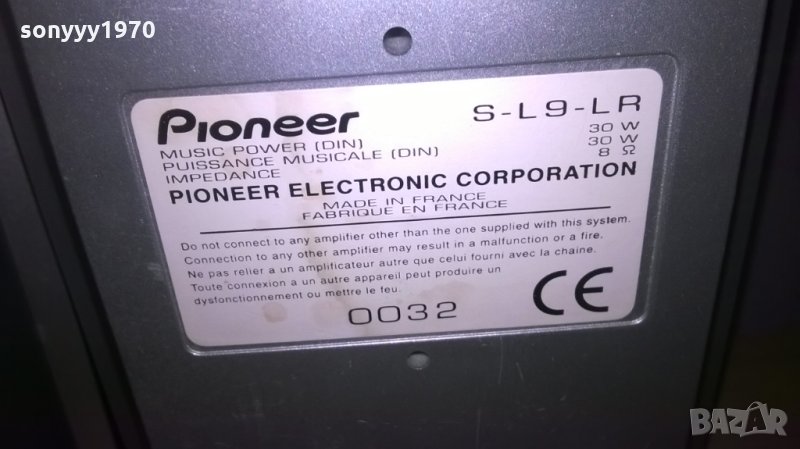 sonyyy1970
Pioneer S-L9-LR
MUSIC POWER (DIN) 30 W
PUISSANCE MUSICALE (DIN) 30 W
IMPEDANCE 8 Ω
PIONEER ELECTRONIC CORPORATION
MADE IN FRANCE
FABRIQUE EN FRANCE
Do not connect to any amplifier other than the one supplied with this system.
Connection to any other amplifier may result in a malfunction or a fire.
Ne pas relier a un amplificateur autre que celui fourni avec la chaine.
Toute connexion a un autre appareil peut produire un
dysfonctionnement ou mettre le feu.
0032 CE
BAZAR